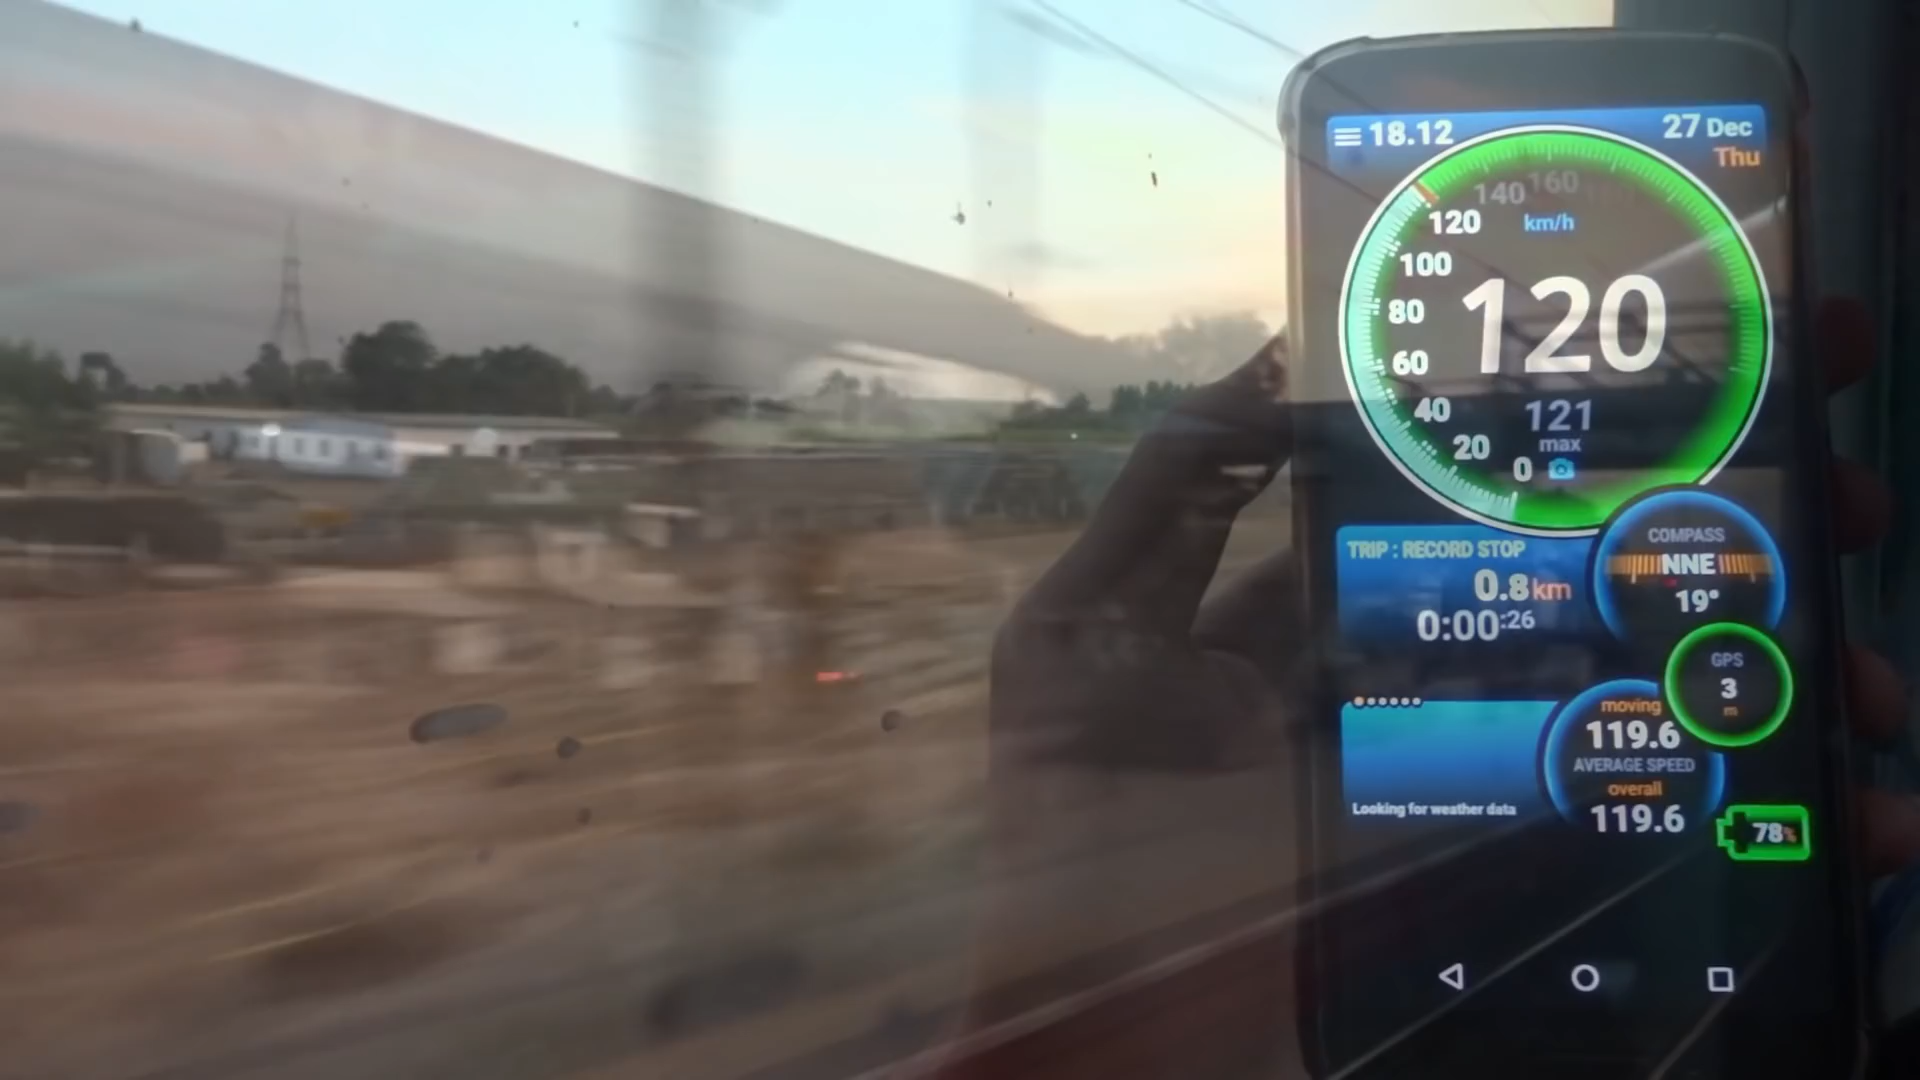 18.12
27 Dec
Thu
140 160
120
km/h
100
120
80
60
40
121
max
20
0
TRIP : RECORD STOP
0.8 km
0:00:26
COMPASS
NNE
19°
GPS
3
m
moving
119.6
AVERAGE SPEED
overall
119.6
Looking for weather data
78%